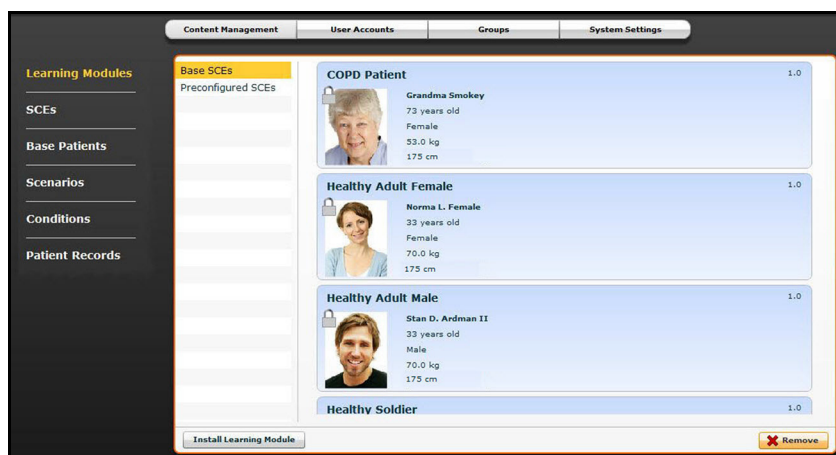 Content Management
User Accounts
Groups
System Settings
Learning Modules
SCEs
Base Patients
Scenarios
Conditions
Patient Records
Base SCEs
Preconfigured SCEs
COPD Patient
1.0
Grandma Smokey
73 years old
Female
53.0 kg
175 cm
Healthy Adult Female
1.0
Norma L. Female
33 years old
Female
70.0 kg
175 cm
Healthy Adult Male
1.0
Stan D. Ardman II
33 years old
Male
70.0 kg
175 cm
Healthy Soldier
1.0
Install Learning Module
Remove